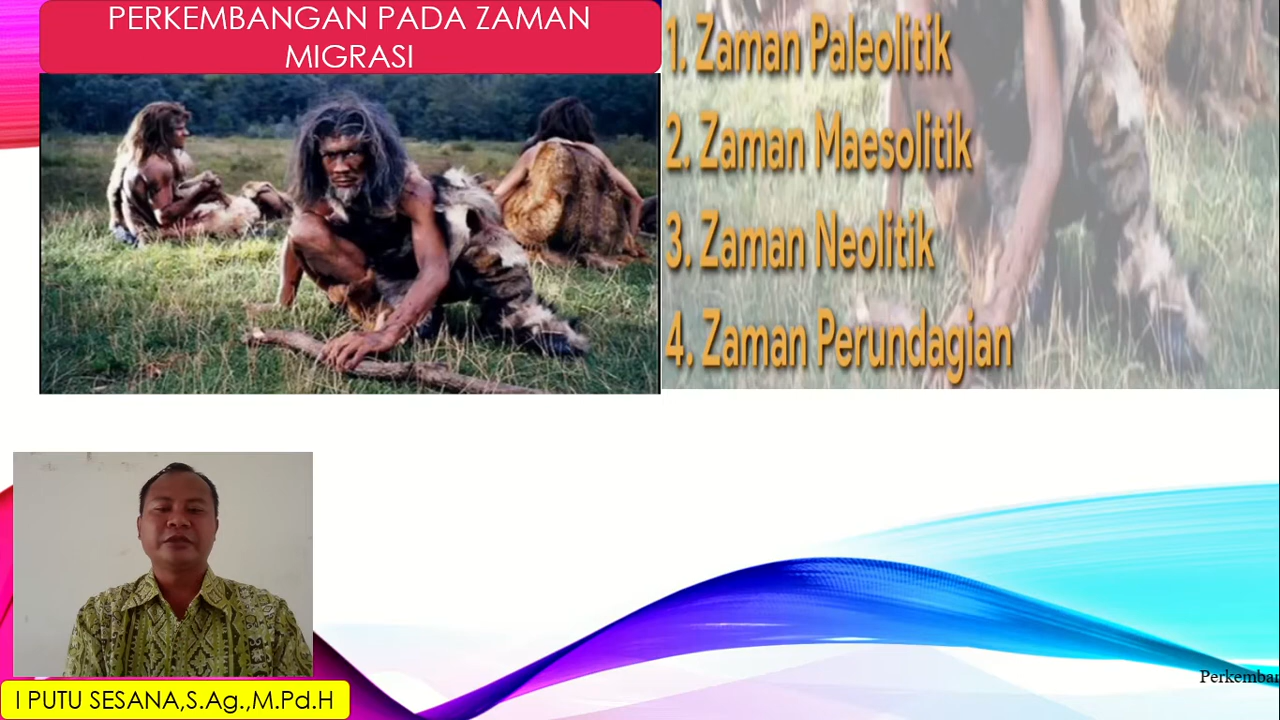 PERKEMBANGAN PADA ZAMAN
MIGRASI
1. Zaman Paleolitik
2. Zaman Maesolitik
3. Zaman Neolitik
4. Zaman Perundagian
I PUTU SESANA,S.Ag.,M.Pd.H